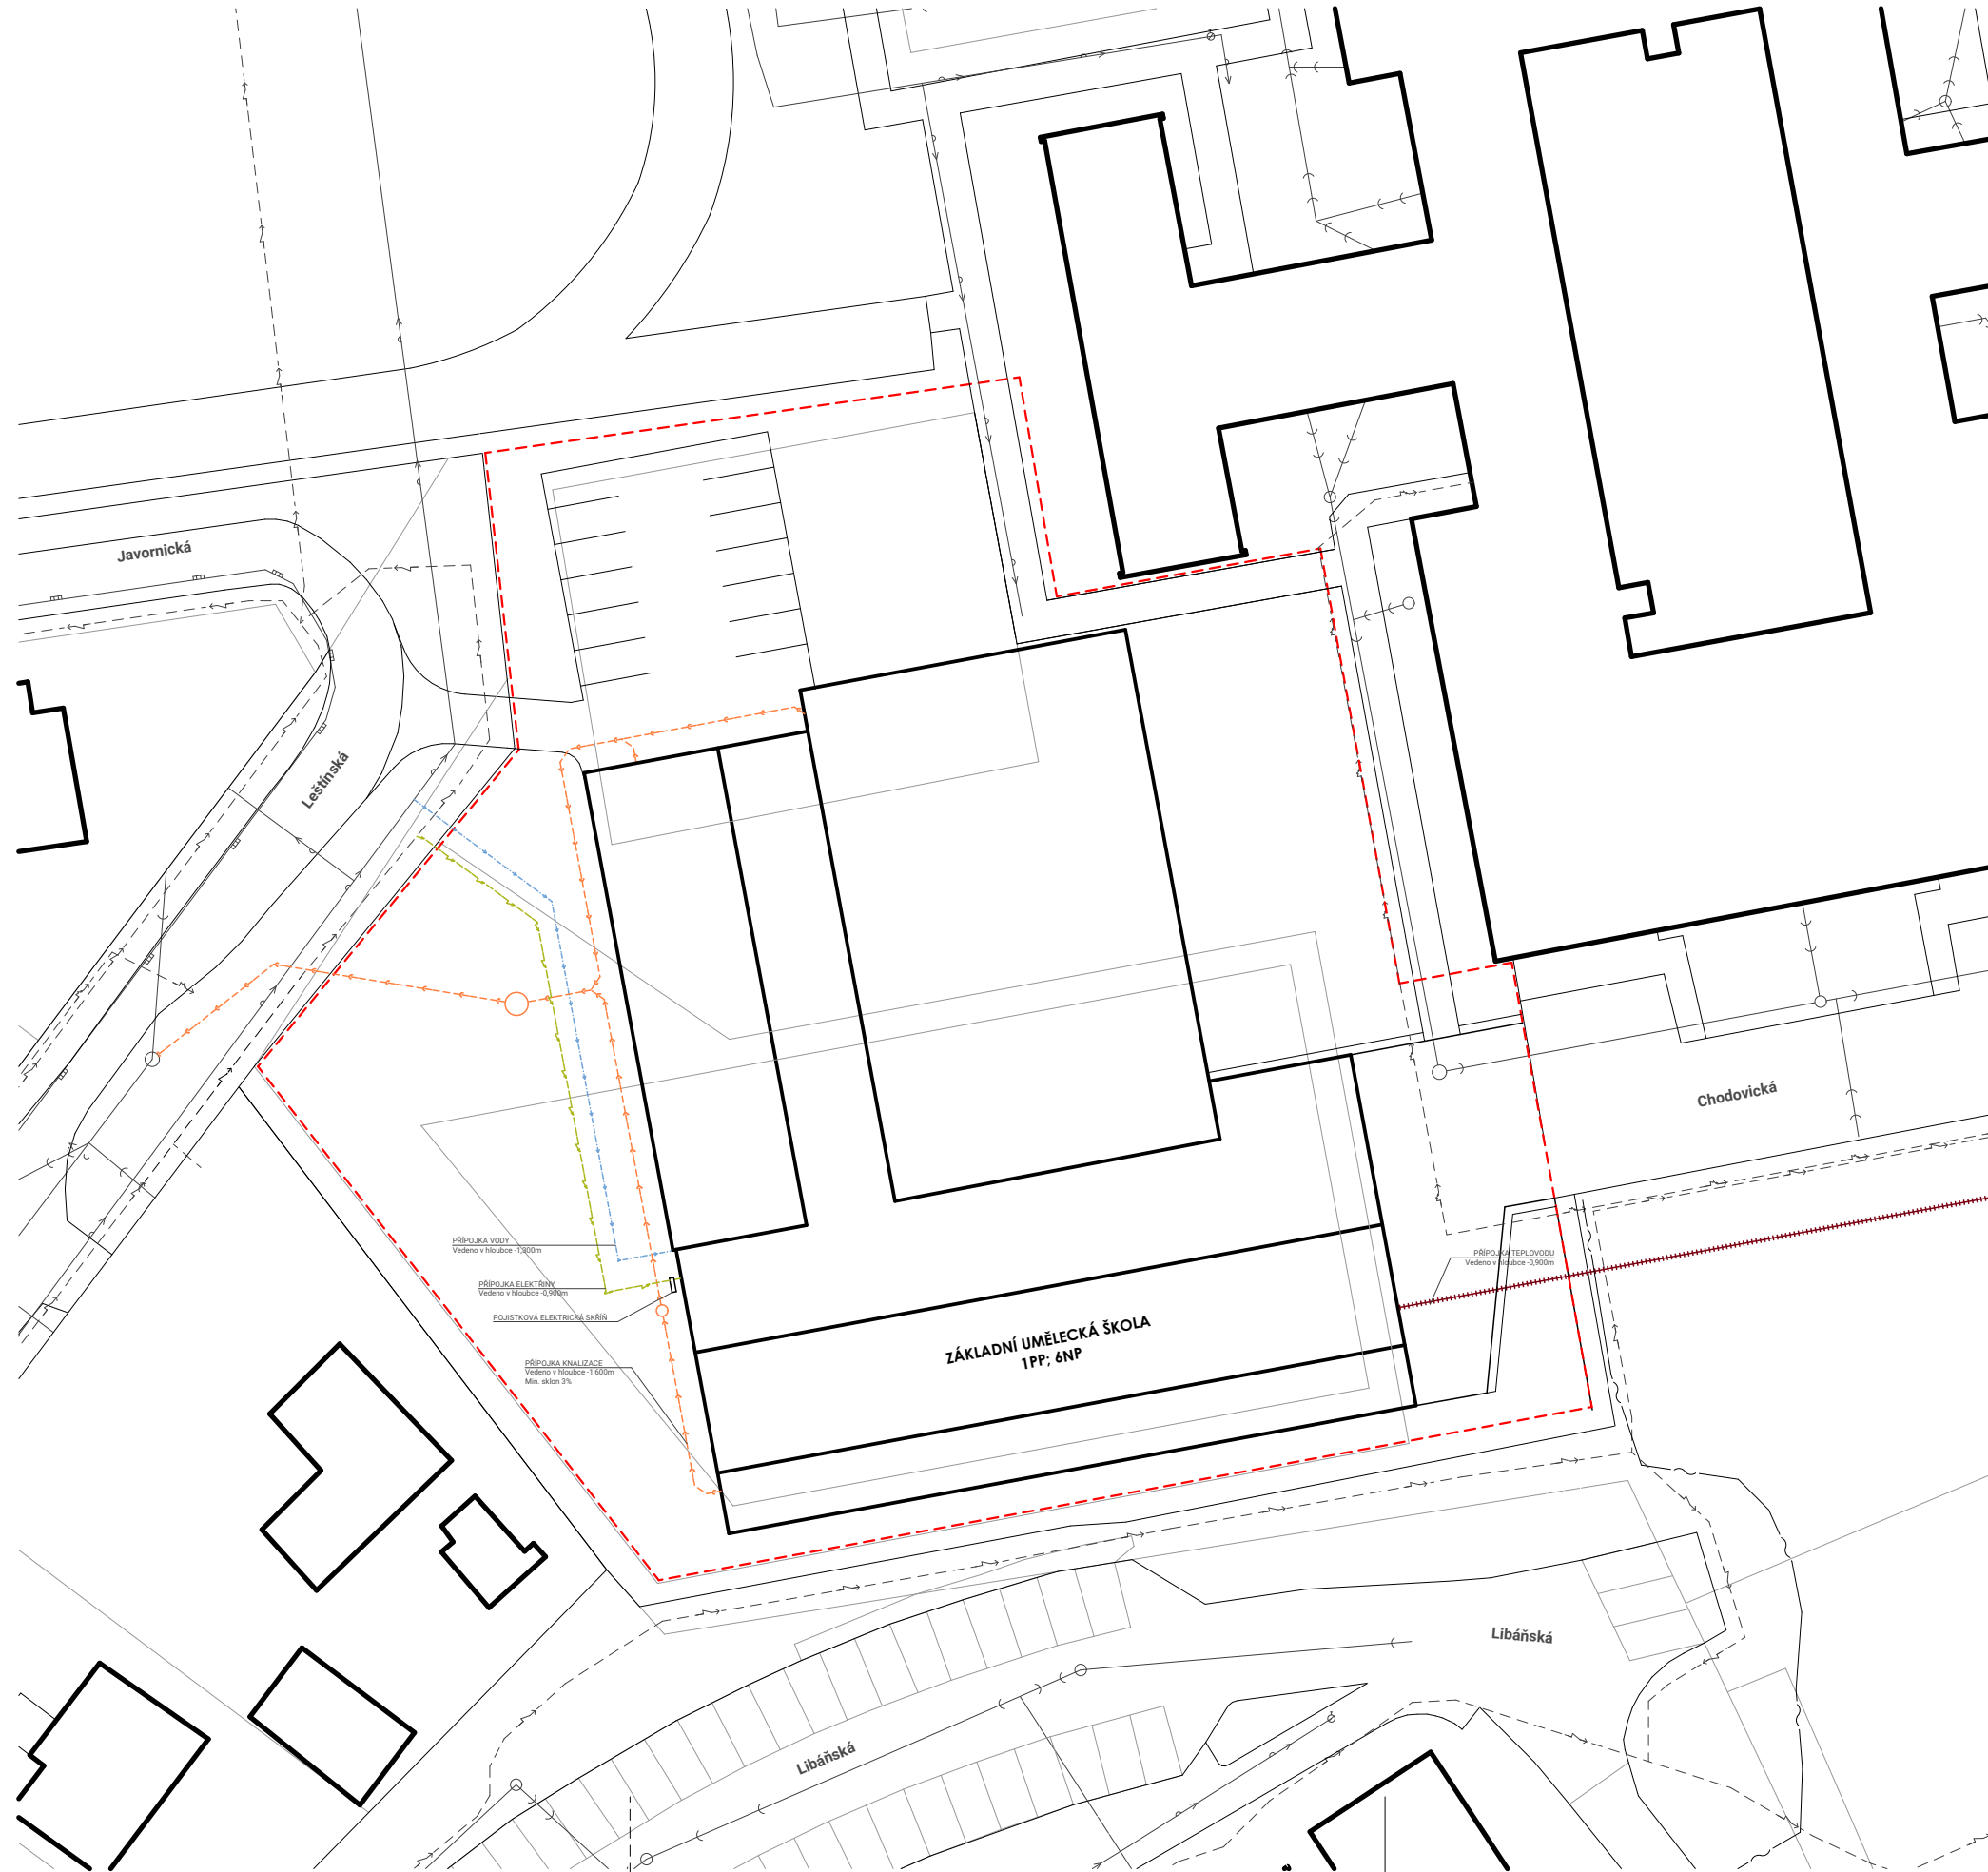 Javornická
Leštínská
Chodovická
PŘÍPOJKA VODY
Vedeno v hloubce -1,300m
PŘÍPOJKA TEPLOVODU
Vedeno v hloubce -0,900m
PŘÍPOJKA ELEKTŘINY
Vedeno v hloubce -0,900m
POJISTKOVÁ ELEKTRICKÁ SKŘÍŇ
ZÁKLADNÍ UMĚLECKÁ ŠKOLA
1PP; 6NP
PŘÍPOJKA KNALIZACE
Vedeno v hloubce -1,600m
Min. sklon 3%
Libáňská
Libáňská